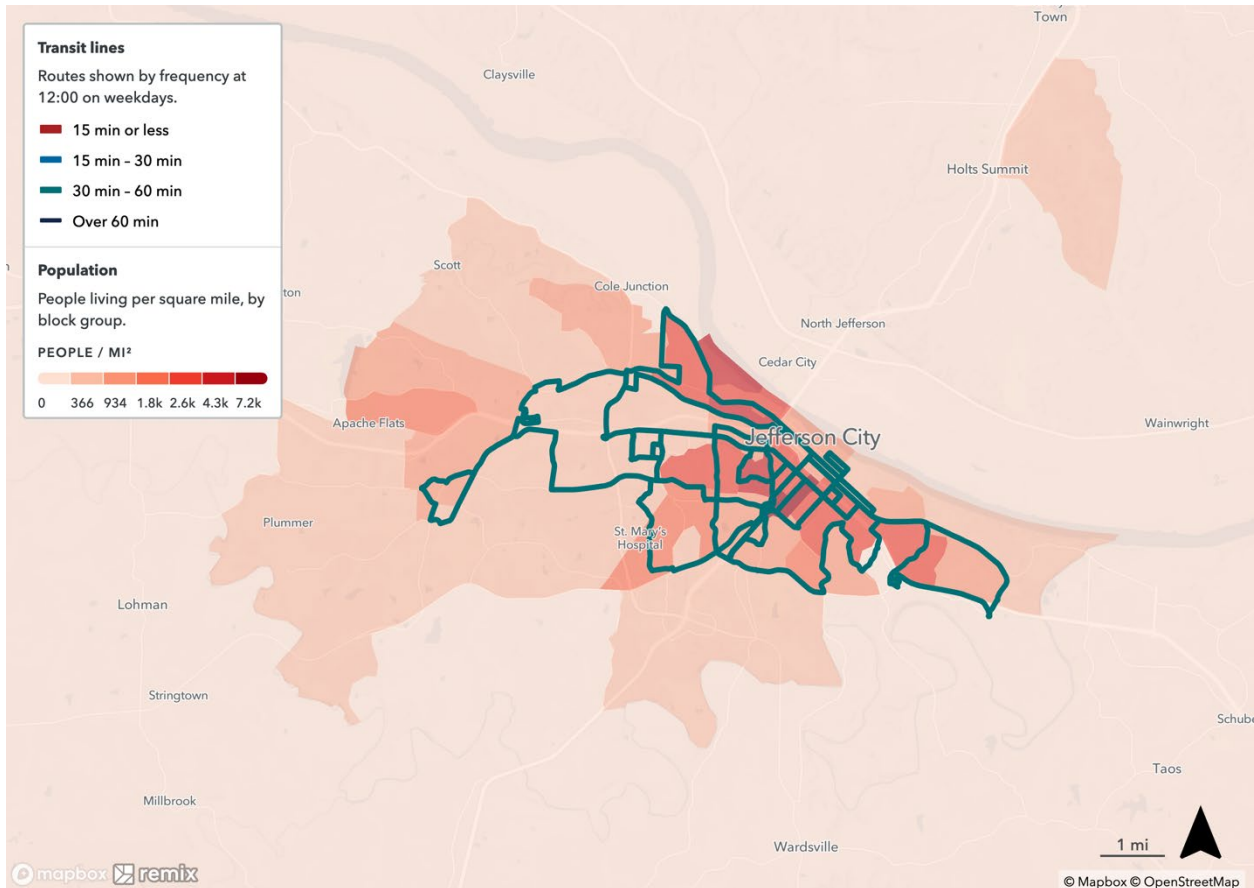 Transit lines
Routes shown by frequency at
12:00 on weekdays.
15 min or less
15 min – 30 min
30 min – 60 min
Over 60 min
Population
People living per square mile, by
block group.
PEOPLE / MI²
0 366 934 1.8k 2.6k 4.3k 7.2k
Town
Claysville
Holts Summit
Scott
Cole Junction
ton
North Jefferson
Cedar City
Apache Flats
Jefferson City
Wainwright
Plummer
St. Mary's
Hospital
Lohman
Stringtown
Schube
Taos
Millbrook
Wardsville
1 mi
mapbox remix
© Mapbox © OpenStreetMap